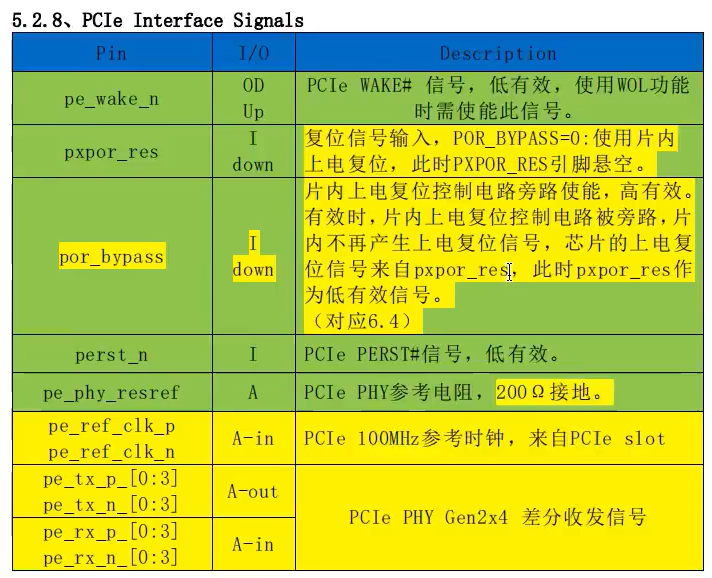 5.2.8、PCIe Interface Signals
Pin I/O Description
pe_wake_n OD Up PCIe WAKE# 信号，低有效，使用WOL功能
时需使能此信号。
pxpor_res I down 复位信号输入，POR_BYPASS=0:使用片内
上电复位，此时PXPOR_RES引脚悬空。
por_bypass I down 片内上电复位控制电路旁路使能，高有效。
有效时，片内上电复位控制电路被旁路，片
内不再产生上电复位信号，芯片的上电复
位信号来自pxpor_res，此时pxpor_res作
为低有效信号。
（对应6.4）
perst_n I PCIe PERST#信号，低有效。
pe_phy_resref A PCIe PHY参考电阻，200Ω接地。
pe_ref_clk_p
pe_ref_clk_n A-in PCIe 100MHz参考时钟，来自PCIe slot
pe_tx_p_[0:3]
pe_tx_n_[0:3] A-out PCIe PHY Gen2x4 差分收发信号
pe_rx_p_[0:3]
pe_rx_n_[0:3] A-in